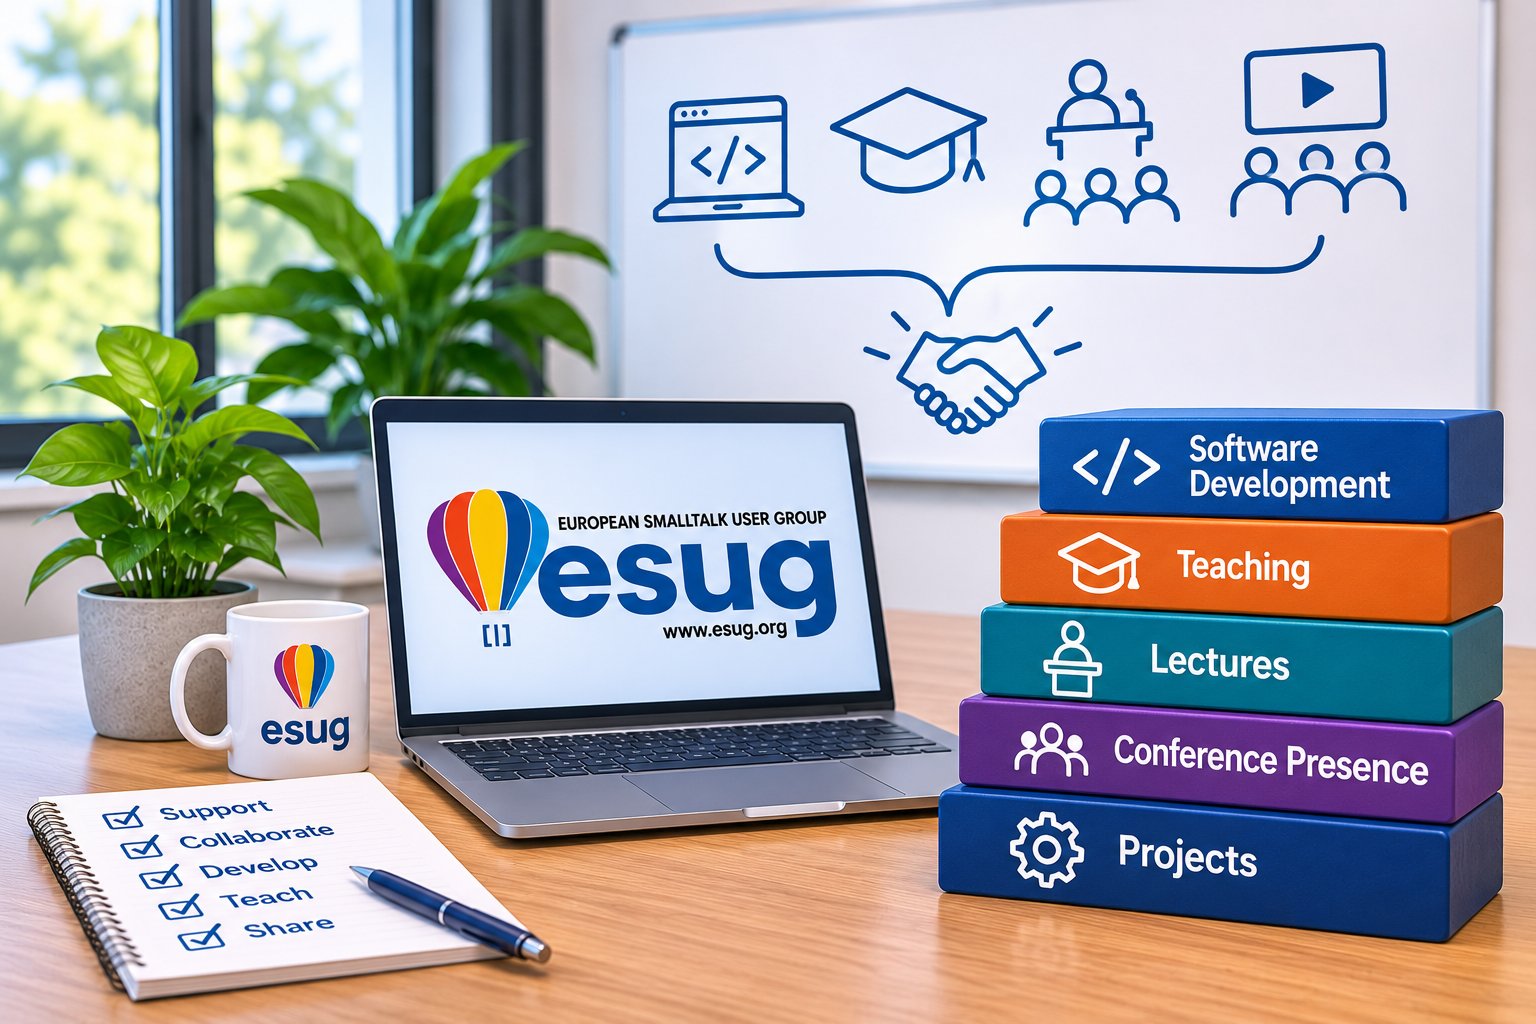 </>
EUROPEAN SMALLTALK USER GROUP
esug
www.esug.org
[|]
esug
Support
Collaborate
Develop
Teach
Share
</> Software
Development
Teaching
Lectures
Conference Presence
Projects